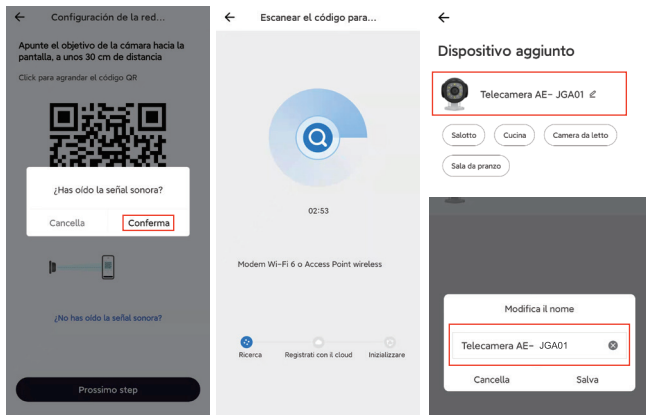 Configuración de la red...
Apunte el objetivo de la cámara hacia la
pantalla, a unos 30 cm de distancia
Click para agrandar el código QR
¿Has oído la señal sonora?
Cancella
Conferma
¿No has oído la señal sonora?
Prossimo step
Escanear el código para...
02:53
Modem Wi-Fi 6 o Access Point wireless
Ricerca
Registrati con il cloud
Inizializzare
Dispositivo aggiunto
Telecamera AE- JGA01
Salotto
Cucina
Camera da letto
Sala da pranzo
Modifica il nome
Telecamera AE- JGA01
Cancella
Salva